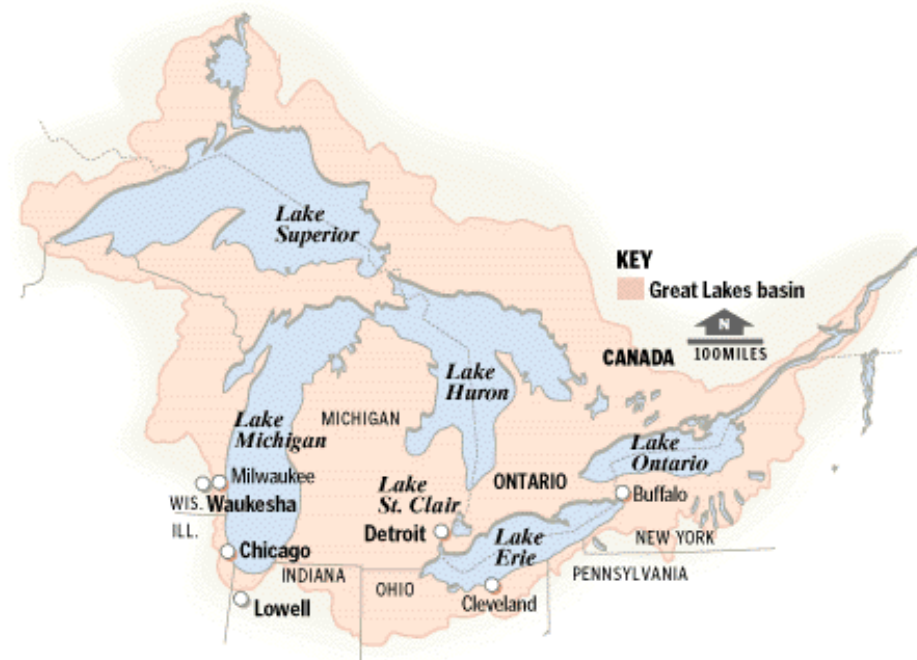 Lake
Superior
KEY
Great Lakes basin
N
100MILES
CANADA
Lake
Huron
MICHIGAN
Lake
Michigan
Lake
Ontario
Milwaukee
ONTARIO
Lake
St. Clair
Buffalo
WIS. Waukesha
ILL.
Detroit
Lake
Erie
NEW YORK
Chicago
INDIANA
PENNSYLVANIA
OHIO
Cleveland
Lowell